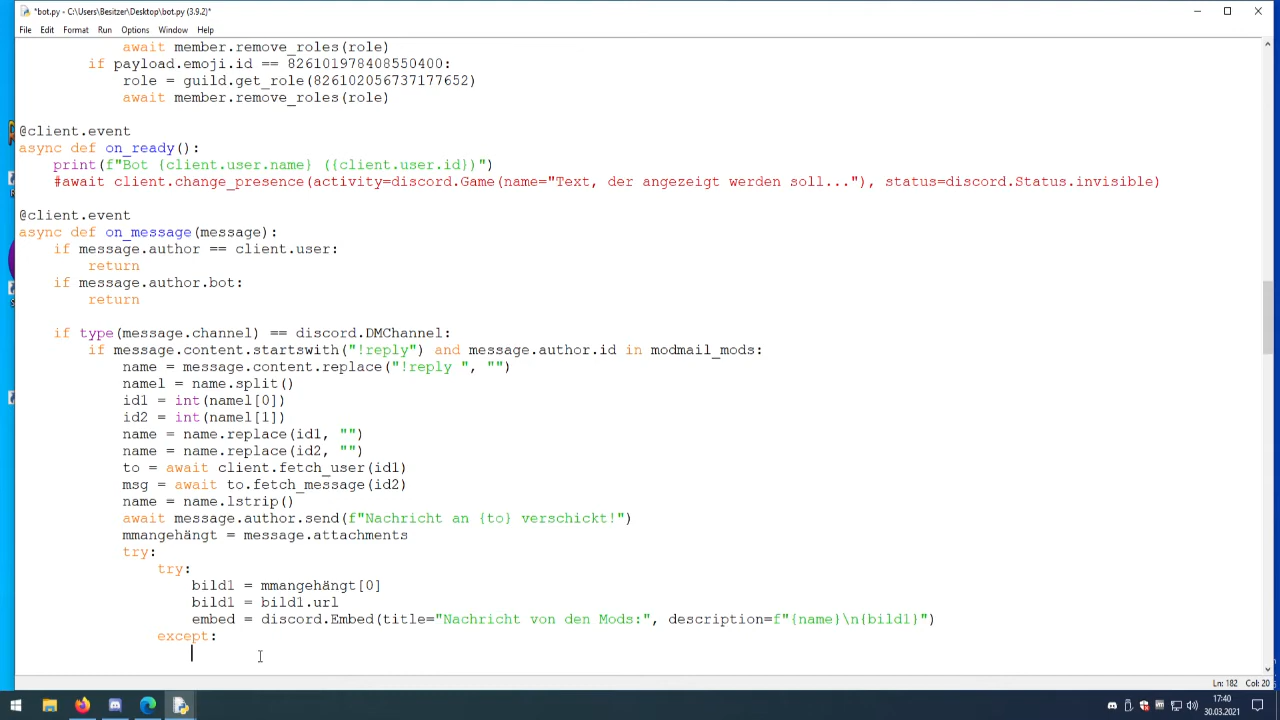 *bot.py - C:\Users\Besitzer\Desktop\bot.py (3.9.2)*
File Edit Format Run Options Window Help
await member.remove_roles(role)
if payload.emoji.id == 826101978408550400:
role = guild.get_role(826102056737177652)
await member.remove_roles(role)
@client.event
async def on_ready():
print(f"Bot {client.user.name} ({client.user.id})")
#await client.change_presence(activity=discord.Game(name="Text, der angezeigt werden soll..."), status=discord.Status.invisible)
@client.event
async def on_message(message):
if message.author == client.user:
return
if message.author.bot:
return
if type(message.channel) == discord.DMChannel:
if message.content.startswith("!reply") and message.author.id in modmail_mods:
name = message.content.replace("!reply ", "")
namel = name.split()
id1 = int(namel[0])
id2 = int(namel[1])
name = name.replace(id1, "")
name = name.replace(id2, "")
to = await client.fetch_user(id1)
msg = await to.fetch_message(id2)
name = name.lstrip()
await message.author.send(f"Nachricht an {to} verschickt!")
mmangehängt = message.attachments
try:
try:
bild1 = mmangehängt[0]
bild1 = bild1.url
embed = discord.Embed(title="Nachricht von den Mods:", description=f"{name}\n{bild1}")
except:
Ln: 182 Col: 20
17:40
30.03.2021